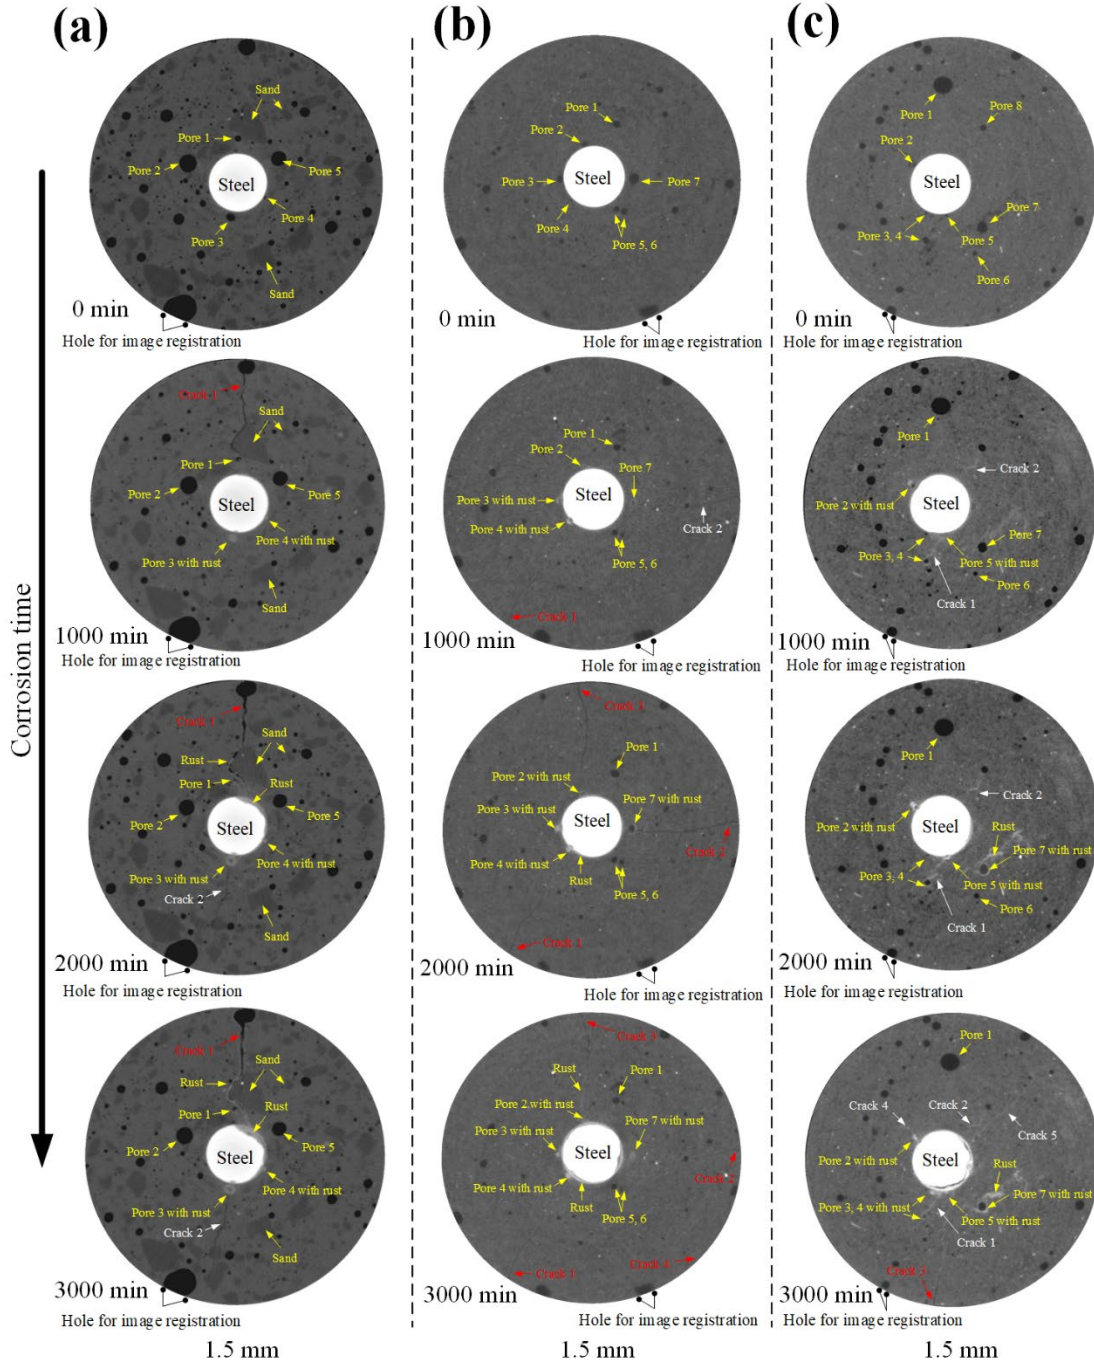 (a)
(b)
(c)
Corrosion time
Sand
Pore 1
Pore 2
Pore 5
Steel
Pore 4
Pore 3
Sand
0 min
Hole for image registration
Pore 1
Pore 2
Pore 3
Steel
Pore 7
Pore 4
Pore 5, 6
0 min
Hole for image registration
Pore 1
Pore 8
Pore 2
Steel
Pore 7
Pore 3, 4
Pore 5
Pore 6
0 min
Hole for image registration
Crack 1
Sand
Pore 1
Pore 2
Pore 5
Steel
Pore 4 with rust
Pore 3 with rust
Sand
1000 min
Hole for image registration
Pore 1
Pore 2
Pore 7
Steel
Pore 3 with rust
Pore 4 with rust
Crack 2
Pore 5, 6
Crack 1
1000 min
Hole for image registration
Pore 1
Crack 2
Pore 2 with rust
Steel
Pore 7
Pore 3, 4
Pore 5 with rust
Pore 6
Crack 1
1000 min
Hole for image registration
Crack 1
Sand
Rust
Pore 1
Rust
Pore 2
Pore 5
Steel
Pore 4 with rust
Pore 3 with rust
Crack 2
Sand
2000 min
Hole for image registration
Crack 3
Pore 1
Pore 2 with rust
Pore 3 with rust
Steel
Pore 7 with rust
Crack 2
Pore 4 with rust
Rust
Pore 5, 6
Crack 1
2000 min
Hole for image registration
Pore 1
Crack 2
Pore 2 with rust
Steel
Rust
Pore 7 with rust
Pore 3, 4
Pore 5 with rust
Pore 6
Crack 1
2000 min
Hole for image registration
Crack 1
Sand
Rust
Pore 1
Rust
Pore 2
Pore 5
Steel
Pore 4 with rust
Pore 3 with rust
Crack 2
Sand
3000 min
Hole for image registration
1.5 mm
Crack 3
Rust
Pore 1
Pore 2 with rust
Pore 3 with rust
Pore 7 with rust
Steel
Crack 2
Pore 4 with rust
Rust
Pore 5, 6
Crack 4
Crack 1
3000 min
Hole for image registration
1.5 mm
Pore 1
Crack 4
Crack 2
Crack 5
Pore 2 with rust
Steel
Rust
Pore 7 with rust
Pore 3, 4 with rust
Pore 5 with rust
Crack 1
Crack 3
3000 min
Hole for image registration
1.5 mm